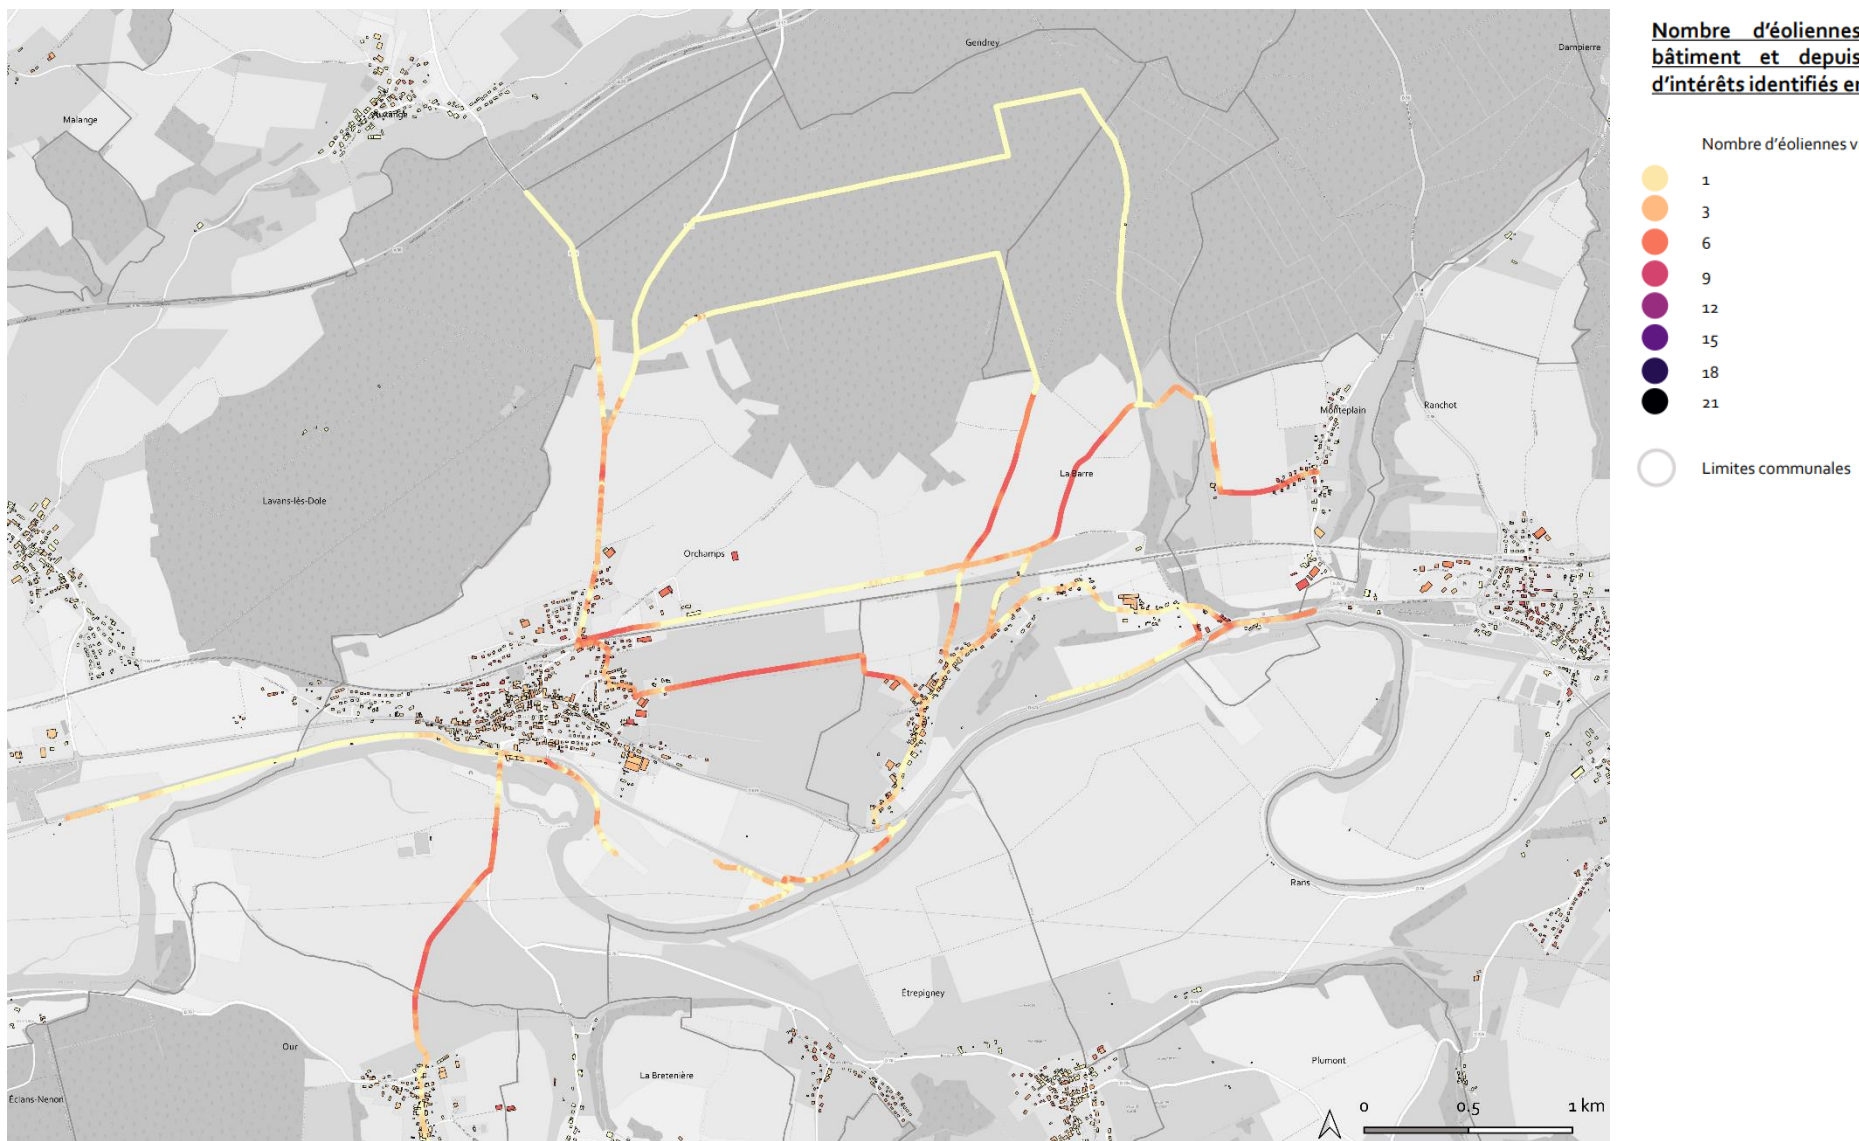 Nombre d'éoliennes
bâtiment et depuis
d'intérêts identifiés en
Nombre d'éoliennes v
1
3
6
9
12
15
18
21
Limites communales
Gendrey
Dampierre
Malange
Auxange
Monteplain
Ranchot
La Barre
Lavans-lès-Dole
Orchamps
Rans
Étrepigney
Our
Plumont
La Bretenière
Éclans-Nenon
0
0,5
1 km